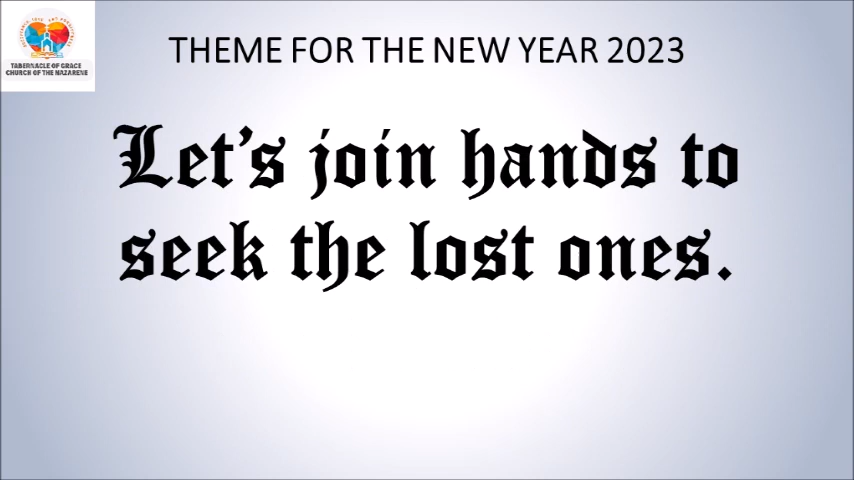 TABERNACLE OF GRACE
CHURCH OF THE NAZARENE
THEME FOR THE NEW YEAR 2023
Let's join hands to
seek the lost ones.